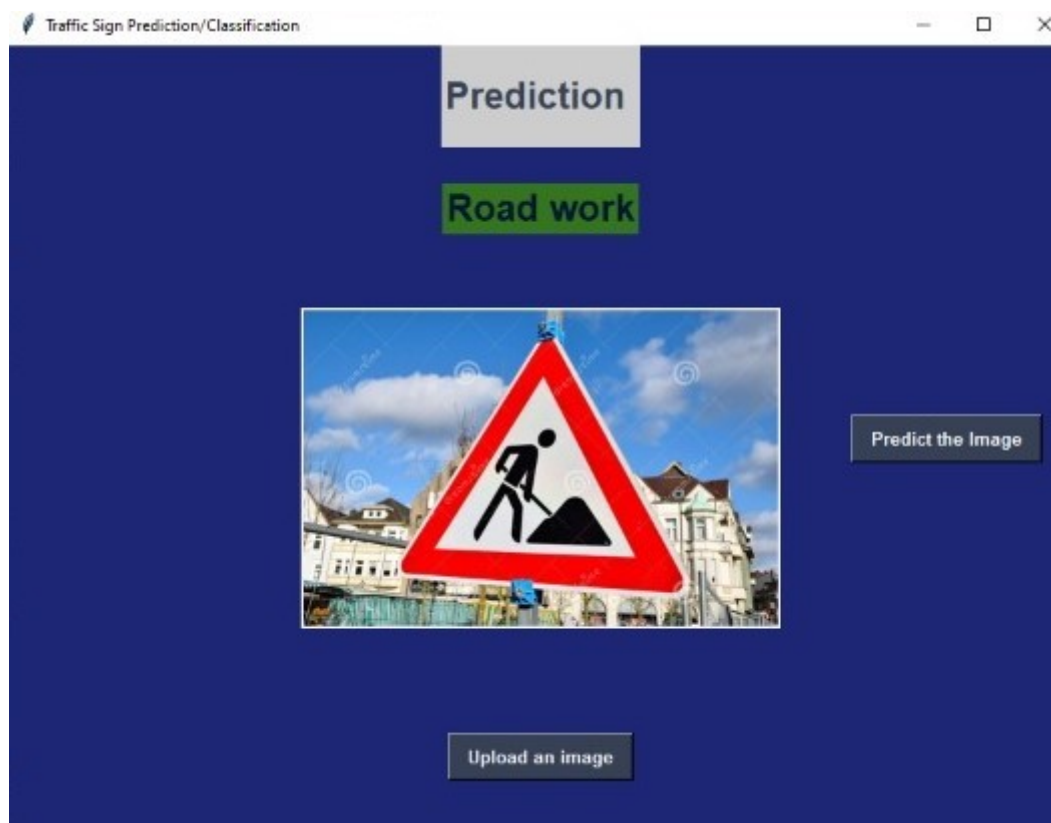 Traffic Sign Prediction/Classification
Prediction
Road work
Predict the Image
Upload an image